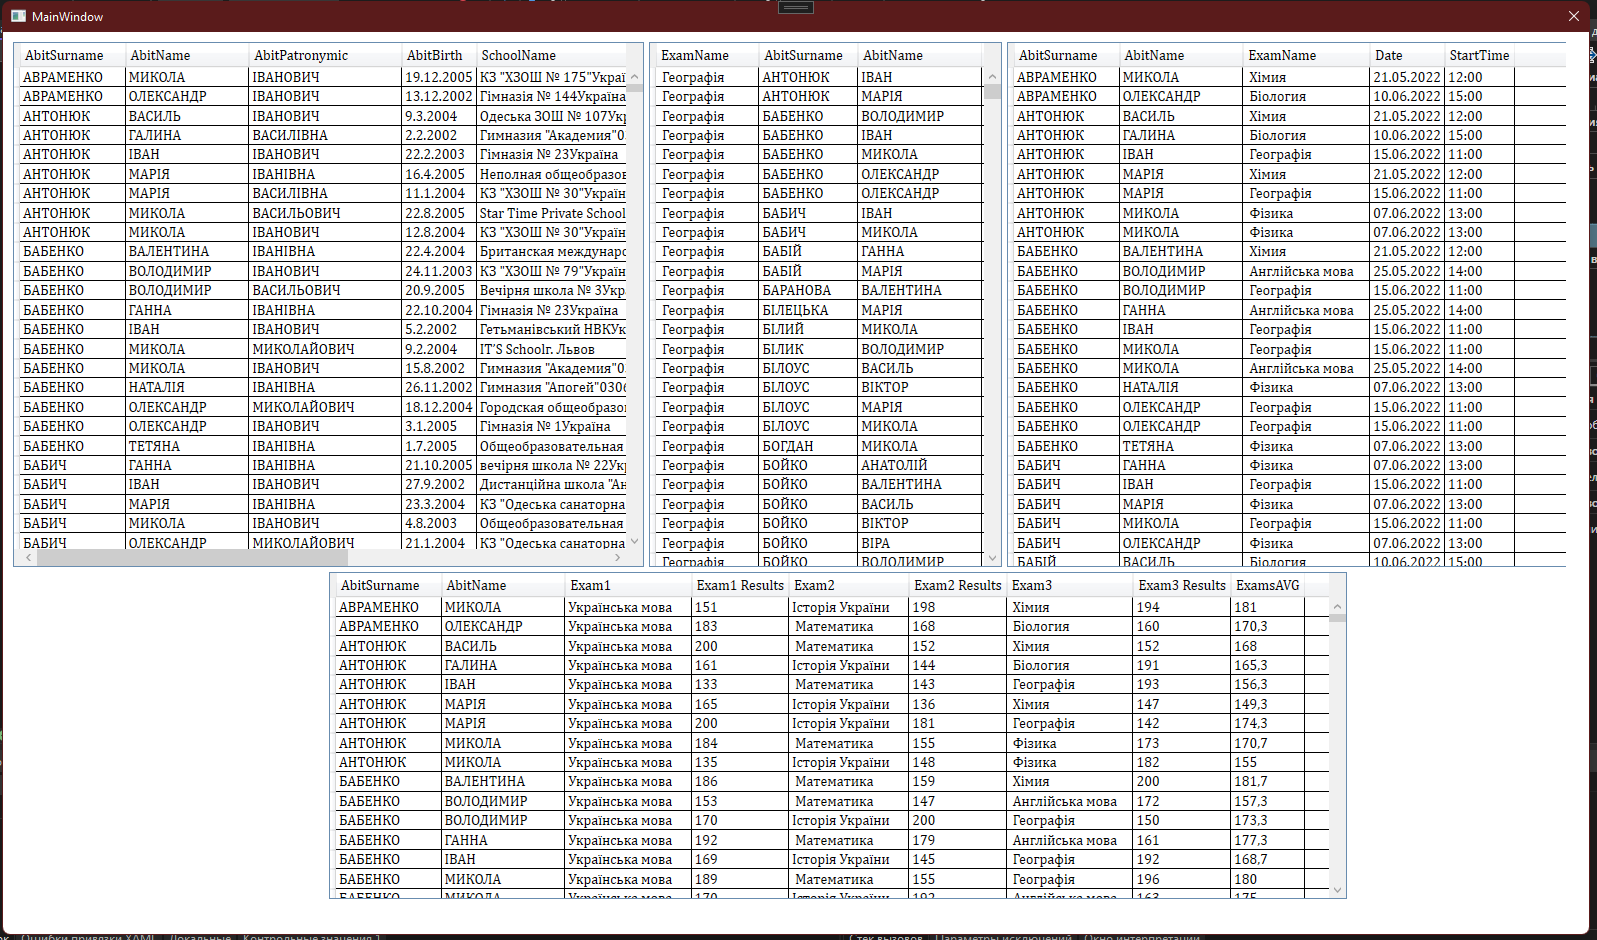 MainWindow
AbitSurname AbitName AbitPatronymic AbitBirth SchoolName
АВРАМЕНКО МИКОЛА ІВАНОВИЧ 19.12.2005 КЗ "ХЗОШ № 175"Украї
АВРАМЕНКО ОЛЕКСАНДР ІВАНОВИЧ 13.12.2002 Гімназія № 144Україна
АНТОНЮК ВАСИЛЬ ІВАНОВИЧ 9.3.2004 Одеська ЗОШ № 107Укр
АНТОНЮК ГАЛИНА ВАСИЛІВНА 2.2.2002 Гимназия "Академия"0
АНТОНЮК ІВАН ІВАНОВИЧ 22.2.2003 Гімназія № 23Україна
АНТОНЮК МАРІЯ ІВАНІВНА 16.4.2005 Неполная общеобразов
АНТОНЮК МАРІЯ ВАСИЛІВНА 11.1.2004 КЗ "ХЗОШ № 30"Україн
АНТОНЮК МИКОЛА ВАСИЛЬОВИЧ 22.8.2005 Star Time Private School
АНТОНЮК МИКОЛА ІВАНОВИЧ 12.8.2004 КЗ "ХЗОШ № 30"Україн
БАБЕНКО ВАЛЕНТИНА ІВАНІВНА 22.4.2004 Британская междунаро
БАБЕНКО ВОЛОДИМИР ІВАНОВИЧ 24.11.2003 КЗ "ХЗОШ № 79"Україн
БАБЕНКО ВОЛОДИМИР ВАСИЛЬОВИЧ 20.9.2005 Вечірня школа № 3Укр
БАБЕНКО ГАННА ІВАНІВНА 22.10.2004 Гімназія № 23Україна
БАБЕНКО ІВАН ІВАНОВИЧ 5.2.2002 Гетьманівський НВКУк
БАБЕНКО МИКОЛА МИКОЛАЙОВИЧ 9.2.2004 IT’S Schoolг. Львов
БАБЕНКО МИКОЛА ІВАНОВИЧ 15.8.2002 Гимназия "Академия"0
БАБЕНКО НАТАЛІЯ ІВАНІВНА 26.11.2002 Гимназия "Апогей"0306
БАБЕНКО ОЛЕКСАНДР МИКОЛАЙОВИЧ 18.12.2004 Городская общеобразо
БАБЕНКО ОЛЕКСАНДР ІВАНОВИЧ 3.1.2005 Гімназія № 1Україна
БАБЕНКО ТЕТЯНА ІВАНІВНА 1.7.2005 Общеобразовательная
БАБИЧ ГАННА ІВАНІВНА 21.10.2005 вечірня школа № 22Укр
БАБИЧ ІВАН ІВАНОВИЧ 27.9.2002 Дистанційна школа "Ан
БАБИЧ МАРІЯ ІВАНІВНА 23.3.2004 КЗ "Одеська санаторна
БАБИЧ МИКОЛА ІВАНОВИЧ 4.8.2003 Общеобразовательная
БАБИЧ ОЛЕКСАНДР МИКОЛАЙОВИЧ 21.1.2004 КЗ "Одеська санаторна
ExamName AbitSurname AbitName
Географія АНТОНЮК ІВАН
Географія АНТОНЮК МАРІЯ
Географія БАБЕНКО ВОЛОДИМИР
Географія БАБЕНКО ІВАН
Географія БАБЕНКО МИКОЛА
Географія БАБЕНКО ОЛЕКСАНДР
Географія БАБЕНКО ОЛЕКСАНДР
Географія БАБИЧ ІВАН
Географія БАБИЧ МИКОЛА
Географія БАБІЙ ГАННА
Географія БАБІЙ МАРІЯ
Географія БАРАНОВА ВАЛЕНТИНА
Географія БІЛЕЦЬКА МАРІЯ
Географія БІЛИЙ МИКОЛА
Географія БІЛИК ВОЛОДИМИР
Географія БІЛОУС ВАСИЛЬ
Географія БІЛОУС ВІКТОР
Географія БІЛОУС МАРІЯ
Географія БІЛОУС МИКОЛА
Географія БОГДАН МИКОЛА
Географія БОЙКО АНАТОЛІЙ
Географія БОЙКО ВАЛЕНТИНА
Географія БОЙКО ВАСИЛЬ
Географія БОЙКО ВІКТОР
Географія БОЙКО ВІРА
Географія БОЙКО ВОЛОДИМИР
AbitSurname AbitName ExamName Date StartTime
АВРАМЕНКО МИКОЛА Хімия 21.05.2022 12:00
АВРАМЕНКО ОЛЕКСАНДР Біология 10.06.2022 15:00
АНТОНЮК ВАСИЛЬ Хімия 21.05.2022 12:00
АНТОНЮК ГАЛИНА Біология 10.06.2022 15:00
АНТОНЮК ІВАН Географія 15.06.2022 11:00
АНТОНЮК МАРІЯ Хімия 21.05.2022 12:00
АНТОНЮК МАРІЯ Географія 15.06.2022 11:00
АНТОНЮК МИКОЛА Фізика 07.06.2022 13:00
АНТОНЮК МИКОЛА Фізика 07.06.2022 13:00
БАБЕНКО ВАЛЕНТИНА Хімия 21.05.2022 12:00
БАБЕНКО ВОЛОДИМИР Англійська мова 25.05.2022 14:00
БАБЕНКО ВОЛОДИМИР Географія 15.06.2022 11:00
БАБЕНКО ГАННА Англійська мова 25.05.2022 14:00
БАБЕНКО ІВАН Географія 15.06.2022 11:00
БАБЕНКО МИКОЛА Географія 15.06.2022 11:00
БАБЕНКО МИКОЛА Англійська мова 25.05.2022 14:00
БАБЕНКО НАТАЛІЯ Фізика 07.06.2022 13:00
БАБЕНКО ОЛЕКСАНДР Географія 15.06.2022 11:00
БАБЕНКО ОЛЕКСАНДР Географія 15.06.2022 11:00
БАБЕНКО ТЕТЯНА Фізика 07.06.2022 13:00
БАБИЧ ГАННА Фізика 07.06.2022 13:00
БАБИЧ ІВАН Географія 15.06.2022 11:00
БАБИЧ МАРІЯ Фізика 07.06.2022 13:00
БАБИЧ МИКОЛА Географія 15.06.2022 11:00
БАБИЧ ОЛЕКСАНДР Фізика 07.06.2022 13:00
БАБІЙ ВАСИЛЬ Біология 10.06.2022 15:00
AbitSurname AbitName Exam1 Exam1 Results Exam2 Exam2 Results Exam3 Exam3 Results ExamsAVG
АВРАМЕНКО МИКОЛА Українська мова 151 Історія України 198 Хімия 194 181
АВРАМЕНКО ОЛЕКСАНДР Українська мова 183 Математика 168 Біология 160 170,3
АНТОНЮК ВАСИЛЬ Українська мова 200 Математика 152 Хімия 152 168
АНТОНЮК ГАЛИНА Українська мова 161 Історія України 144 Біология 191 165,3
АНТОНЮК ІВАН Українська мова 133 Математика 143 Географія 193 156,3
АНТОНЮК МАРІЯ Українська мова 165 Історія України 136 Хімия 147 149,3
АНТОНЮК МАРІЯ Українська мова 200 Історія України 181 Географія 142 174,3
АНТОНЮК МИКОЛА Українська мова 184 Математика 155 Фізика 173 170,7
АНТОНЮК МИКОЛА Українська мова 135 Історія України 148 Фізика 182 155
БАБЕНКО ВАЛЕНТИНА Українська мова 186 Математика 159 Хімия 200 181,7
БАБЕНКО ВОЛОДИМИР Українська мова 153 Математика 147 Англійська мова 172 157,3
БАБЕНКО ВОЛОДИМИР Українська мова 170 Історія України 200 Географія 150 173,3
БАБЕНКО ГАННА Українська мова 192 Математика 179 Англійська мова 161 177,3
БАБЕНКО ІВАН Українська мова 169 Історія України 145 Географія 192 168,7
БАБЕНКО МИКОЛА Українська мова 189 Математика 155 Географія 196 180
БАБЕНКО МИКОЛА Українська мова 170 Історія України 192 Англійська мова 163 175